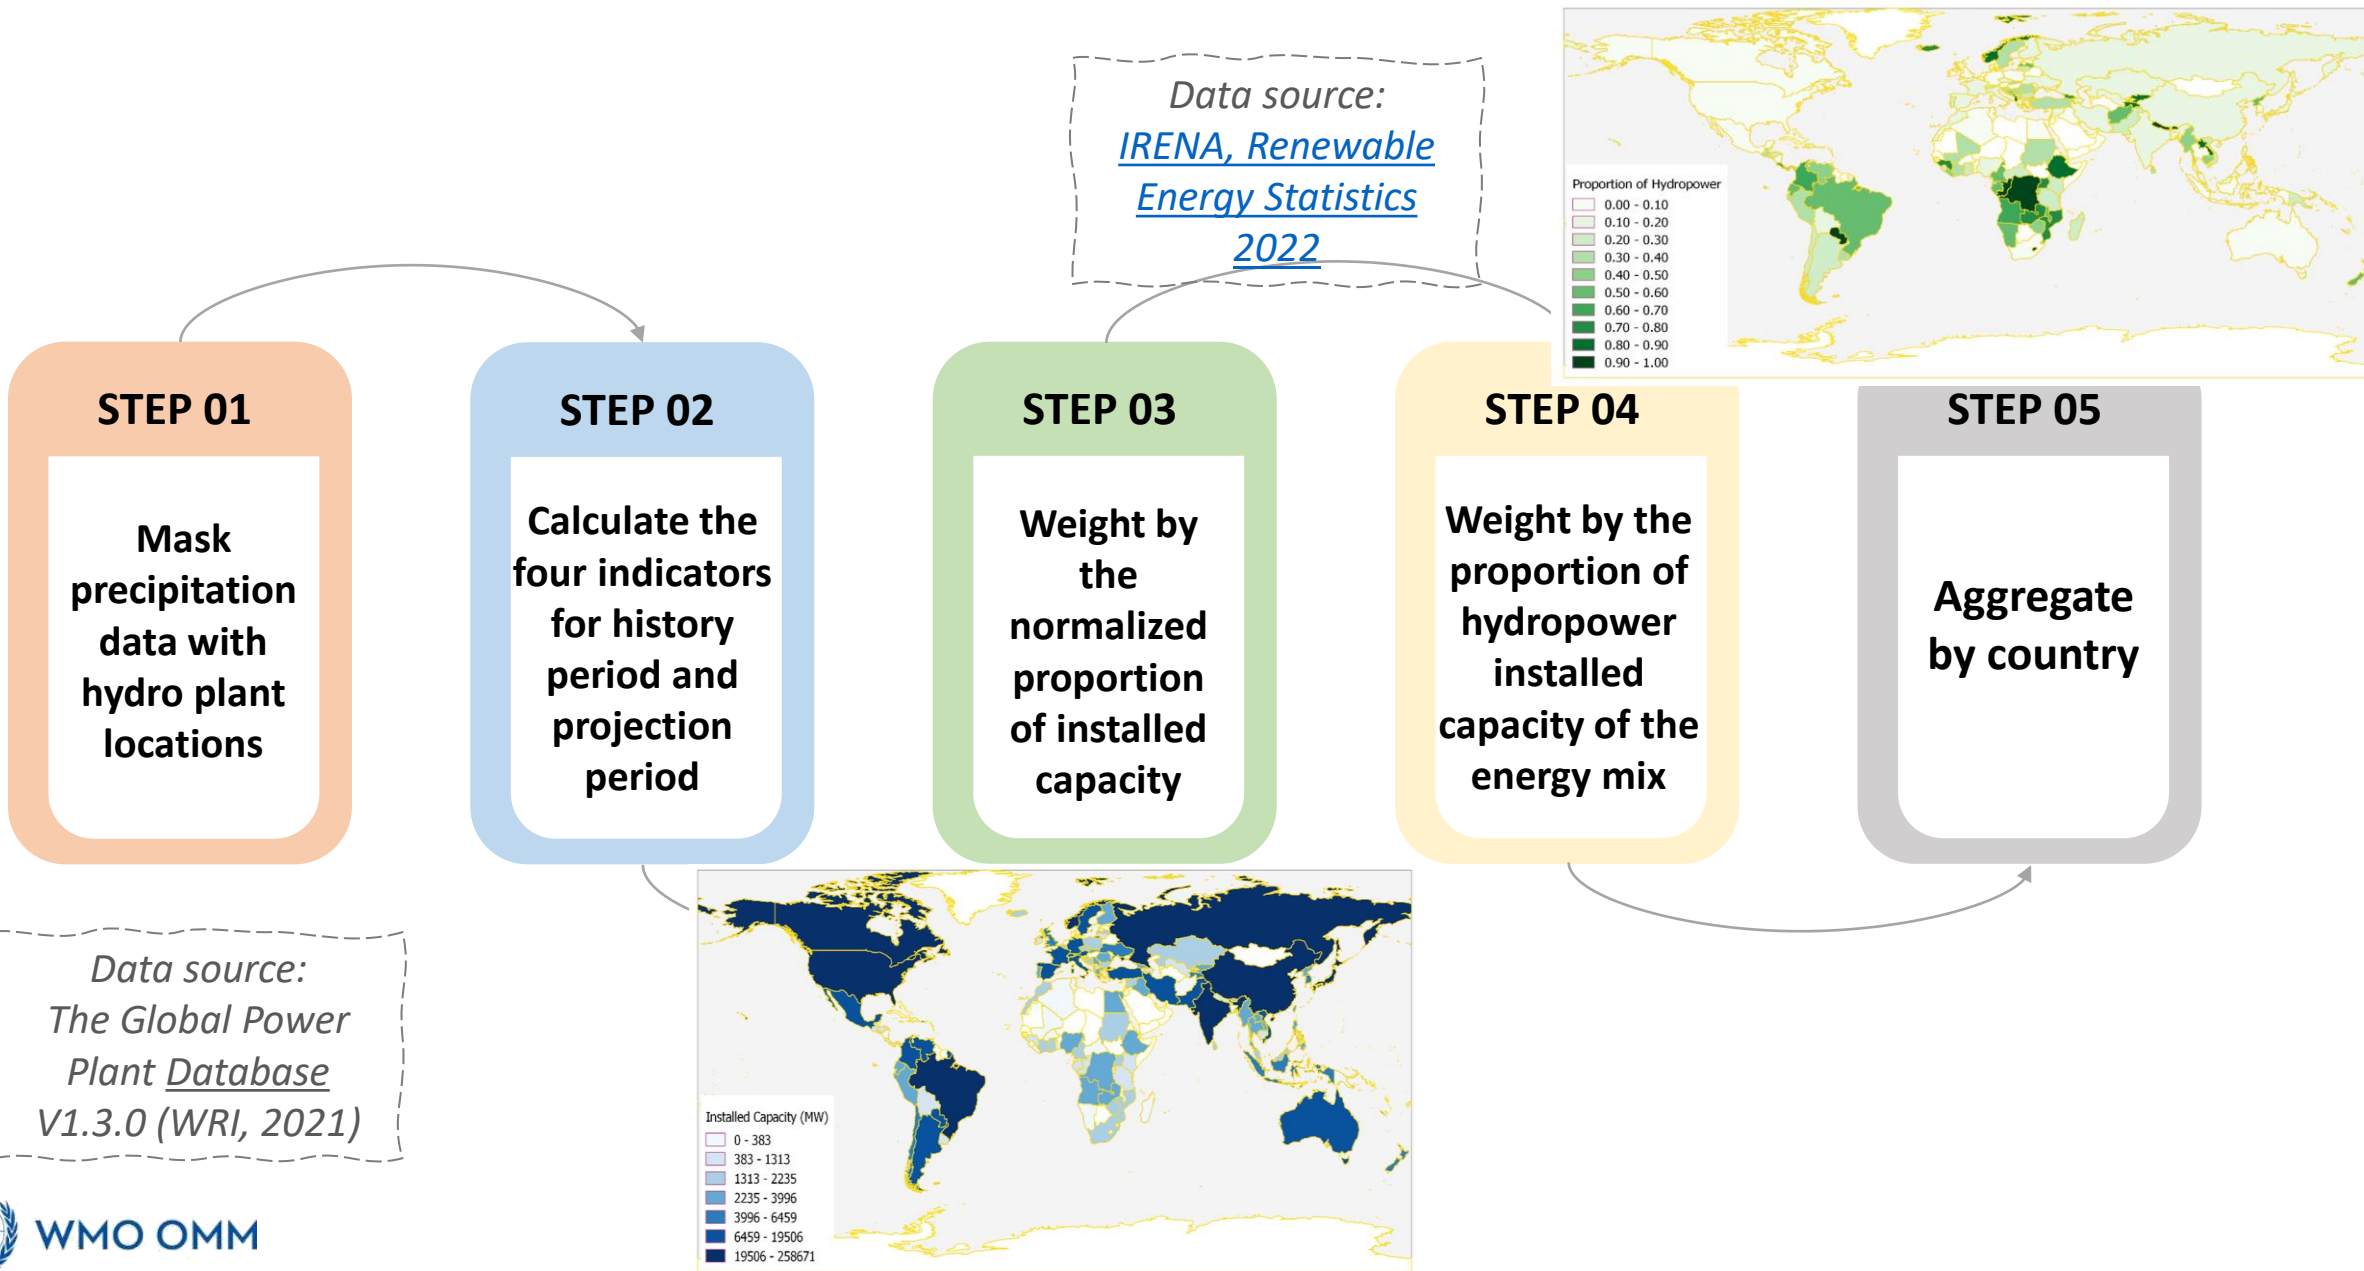 Data source:
IRENA, Renewable
Energy Statistics
2022
Proportion of Hydropower
0.00 - 0.10
0.10 - 0.20
0.20 - 0.30
0.30 - 0.40
0.40 - 0.50
0.50 - 0.60
0.60 - 0.70
0.70 - 0.80
0.80 - 0.90
0.90 - 1.00
STEP 01
Mask
precipitation
data with
hydro plant
locations
STEP 02
Calculate the
four indicators
for history
period and
projection
period
STEP 03
Weight by
the
normalized
proportion
of installed
capacity
STEP 04
Weight by the
proportion of
hydropower
installed
capacity of the
energy mix
STEP 05
Aggregate
by country
Data source:
The Global Power
Plant Database
V1.3.0 (WRI, 2021)
Installed Capacity (MW)
0 - 383
383 - 1313
1313 - 2235
2235 - 3996
3996 - 6459
6459 - 19506
19506 - 258671
WMO OMM